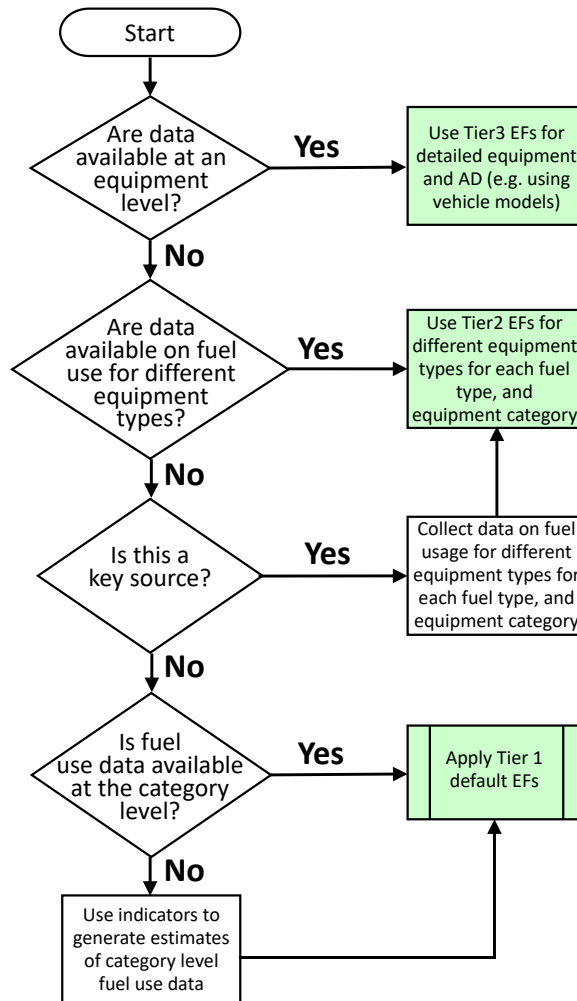 Start
Are data
available at an
equipment
level?
Yes
Use Tier3 EFs for
detailed equipment
and AD (e.g. using
vehicle models)
No
Are data
available on fuel
use for different
equipment
types?
Yes
Use Tier2 EFs for
different equipment
types for each fuel
type, and
equipment category
No
Is this a
key source?
Yes
Collect data on fuel
usage for different
equipment types for
each fuel type, and
equipment category
No
Is fuel
use data available
at the category
level?
Yes
Apply Tier 1
default EFs
No
Use indicators to
generate estimates
of category level
fuel use data